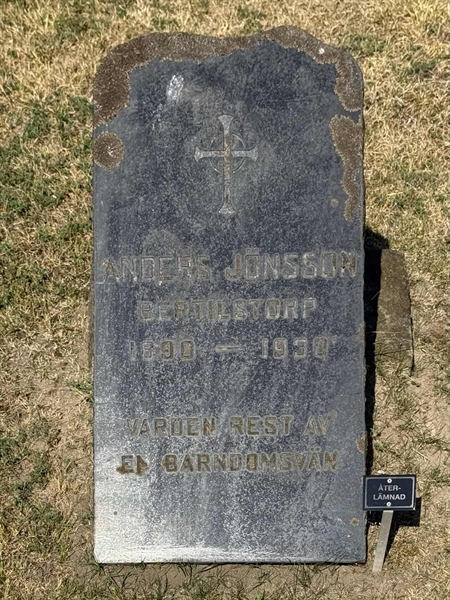 ANDERS JÖNSSON
BERTILSTORP
1890 — 1930
VÅRDEN REST AV
EN BARNDOMSVÄN
ÅTER-
LÄMNAD